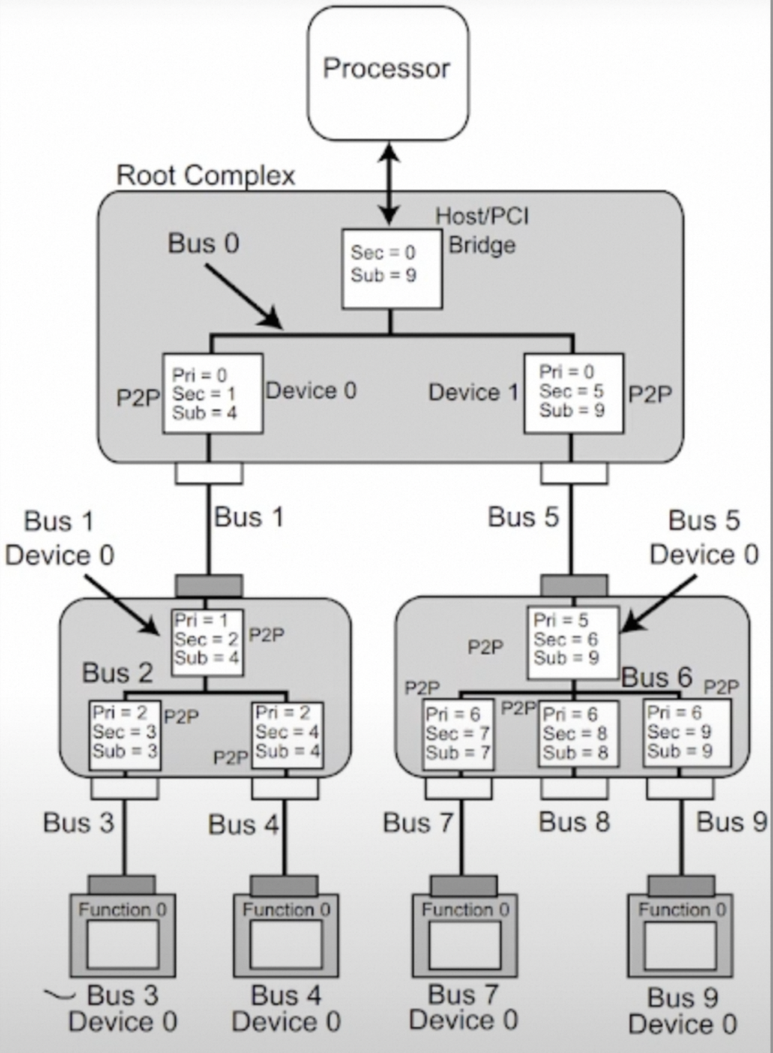 Processor
Root Complex
Host/PCI
Bridge
Sec = 0
Sub = 9
Bus 0
P2P
Pri = 0
Sec = 1
Sub = 4
Device 0
Device 1
Pri = 0
Sec = 5
Sub = 9
P2P
Bus 1
Bus 5
Bus 1
Device 0
Bus 5
Device 0
Pri = 1
Sec = 2
Sub = 4
P2P
P2P
Pri = 5
Sec = 6
Sub = 9
Bus 2
Bus 6
Pri = 2
Sec = 3
Sub = 3
P2P
P2P
Pri = 2
Sec = 4
Sub = 4
P2P
Pri = 6
Sec = 7
Sub = 7
P2P
Pri = 6
Sec = 8
Sub = 8
P2P
Pri = 6
Sec = 9
Sub = 9
Bus 3
Bus 4
Bus 7
Bus 8
Bus 9
Function 0
Function 0
Function 0
Function 0
Bus 3
Device 0
Bus 4
Device 0
Bus 7
Device 0
Bus 9
Device 0